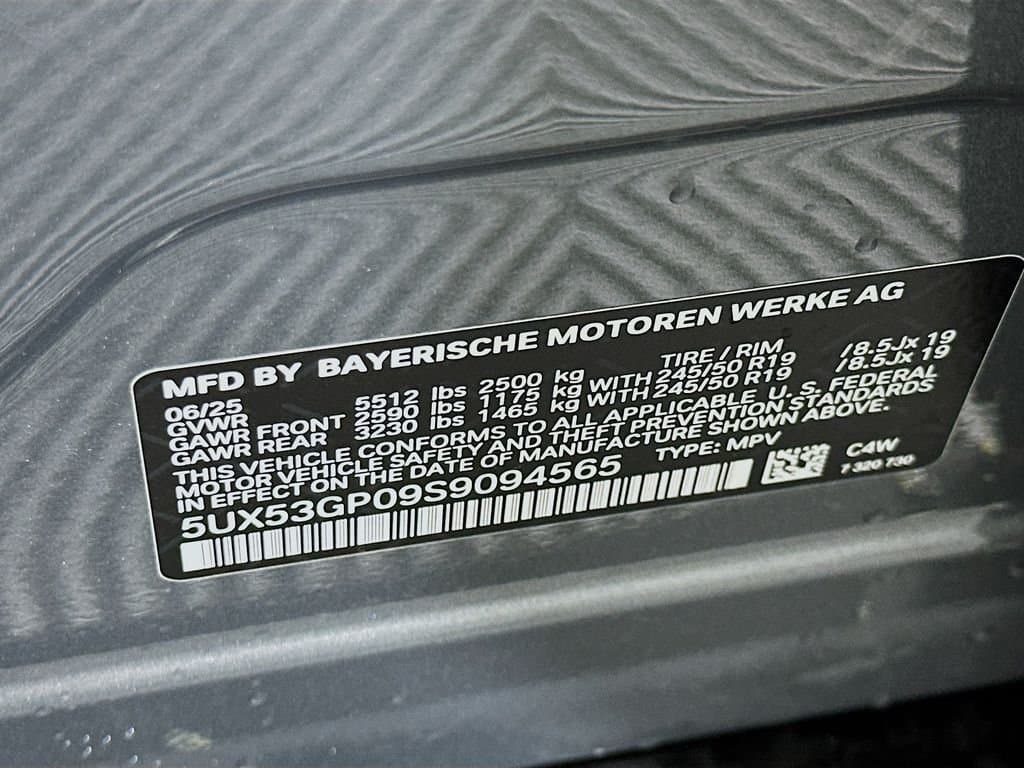 MFD BY BAYERISCHE MOTOREN WERKE AG
06/25
GVWR 5512 lbs 2500 kg TIRE / RIM
GAWR FRONT 2590 lbs 1175 kg WITH 245/50 R19 /8.5Jx 19
GAWR REAR 3230 lbs 1465 kg WITH 245/50 R19 /8.5Jx 19
THIS VEHICLE CONFORMS TO ALL APPLICABLE U. S. FEDERAL
MOTOR VEHICLE SAFETY AND THEFT PREVENTION STANDARDS
IN EFFECT ON THE DATE OF MANUFACTURE SHOWN ABOVE.
5UX53GP09S9094565 TYPE: MPV C4W
7 320 730